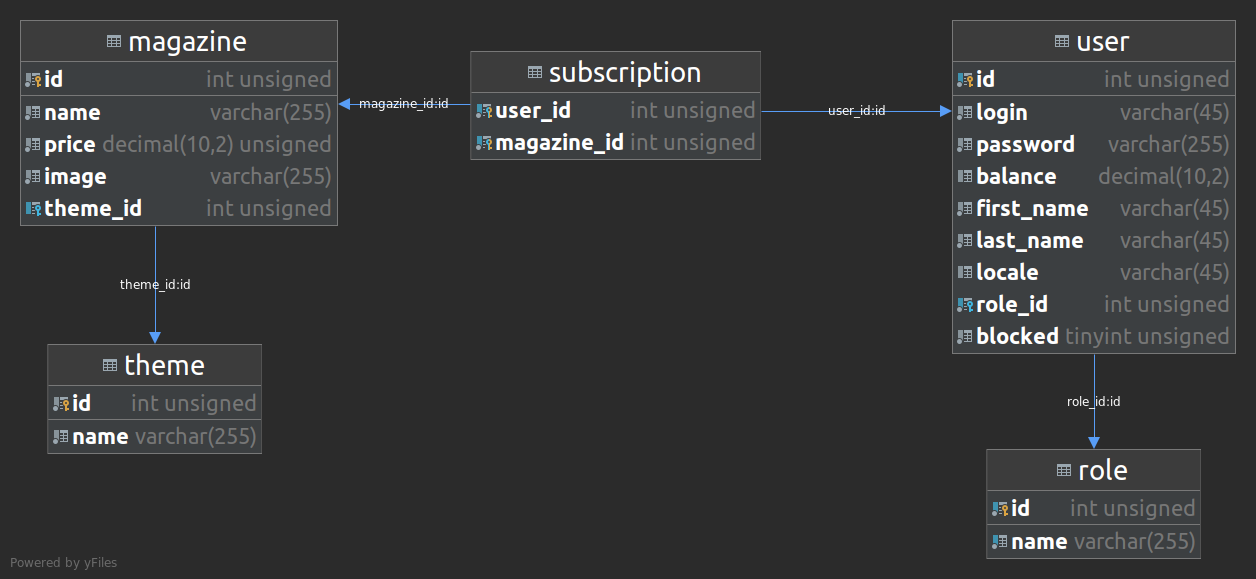 magazine
id int unsigned
name varchar(255)
price decimal(10,2) unsigned
image varchar(255)
theme_id int unsigned
magazine_id:id
subscription
user_id int unsigned
magazine_id int unsigned
user_id:id
user
id int unsigned
login varchar(45)
password varchar(255)
balance decimal(10,2)
first_name varchar(45)
last_name varchar(45)
locale varchar(45)
role_id int unsigned
blocked tinyint unsigned
theme_id:id
theme
id int unsigned
name varchar(255)
role_id:id
role
id int unsigned
name varchar(255)
Powered by yFiles